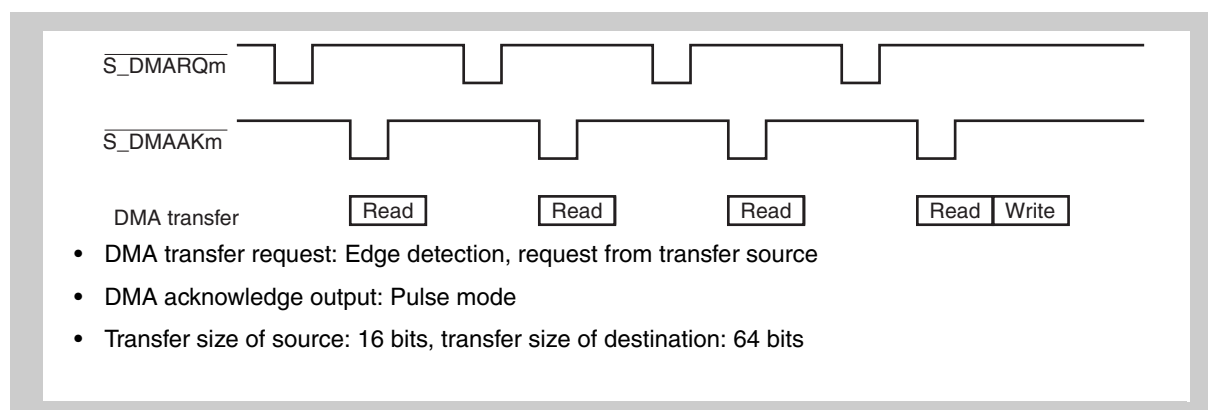 S_DMARQm
S_DMAAKm
DMA transfer Read Read Read Read Write
• DMA transfer request: Edge detection, request from transfer source
• DMA acknowledge output: Pulse mode
• Transfer size of source: 16 bits, transfer size of destination: 64 bits